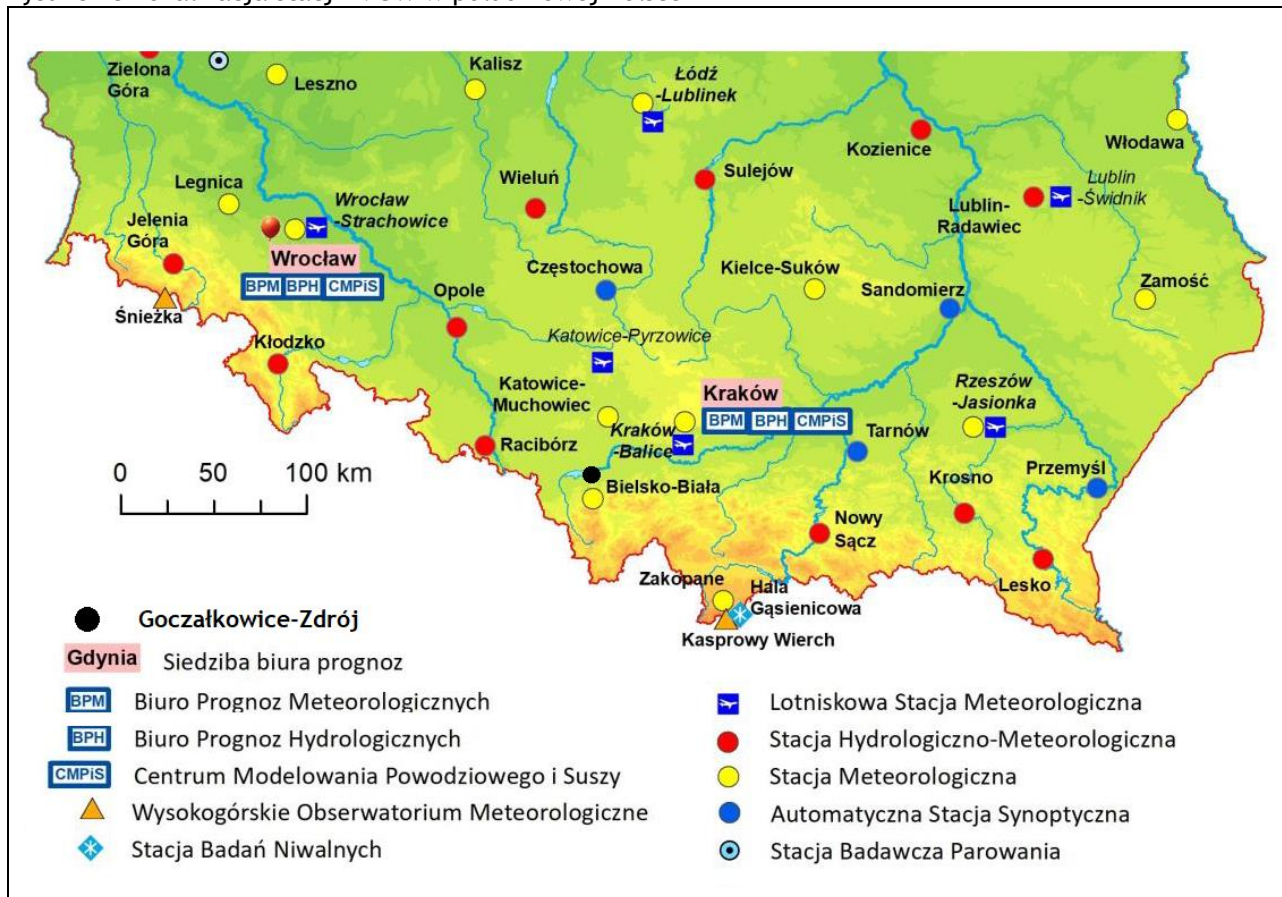 Zielona
Góra
Leszno
Kalisz
Łódź
-Lublinek
Kozienice
Włodawa
Legnica
Wrocław
-Strachowice
Wieluń
Sulejów
Lublin
-Świdnik
Lublin-
Radawiec
Jelenia
Góra
Wrocław
BPM BPH CMPiS
Śnieżka
Kłodzko
Opole
Częstochowa
Kielce-Suków
Sandomierz
Zamość
Katowice-Pyrzowice
Katowice-
Muchowiec
Kraków
BPM BPH CMPiS
Kraków
-Balice
Rzeszów
-Jasionka
Tarnów
Racibórz
Bielsko-Biała
Krosno
Przemyśl
Nowy
Sącz
Lesko
Zakopane
Hala
Gąsienicowa
Kasprowy Wierch
0 50 100 km
Goczałkowice-Zdrój
Gdynia Siedziba biura prognoz
BPM Biuro Prognoz Meteorologicznych
BPH Biuro Prognoz Hydrologicznych
CMPiS Centrum Modelowania Powodziowego i Suszy
Wysokogórskie Obserwatorium Meteorologiczne
Stacja Badań Niwalnych
Lotniskowa Stacja Meteorologiczna
Stacja Hydrologiczno-Meteorologiczna
Stacja Meteorologiczna
Automatyczna Stacja Synoptyczna
Stacja Badawcza Parowania